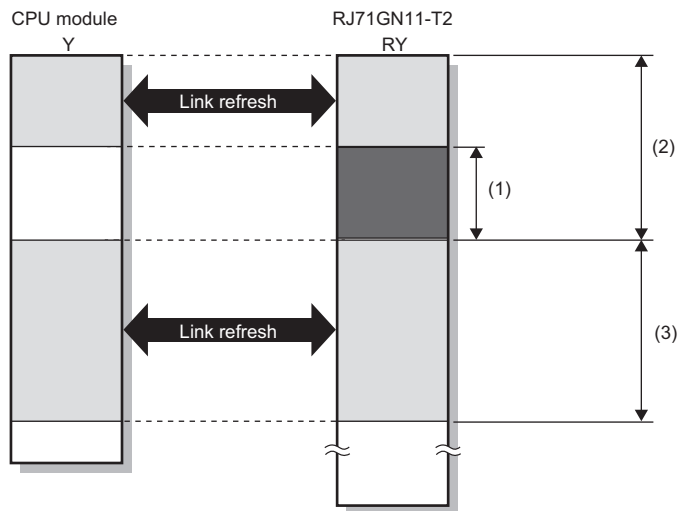 CPU module
Y
RJ71GN11-T2
RY
Link refresh
(1)
(2)
Link refresh
(3)